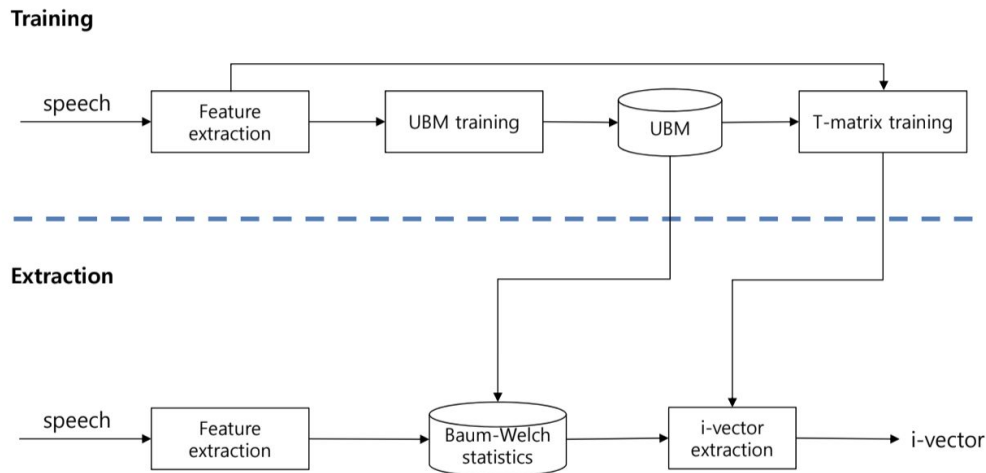 Training
speech
Feature
extraction
UBM training
UBM
T-matrix training
Extraction
speech
Feature
extraction
Baum-Welch
statistics
i-vector
extraction
i-vector